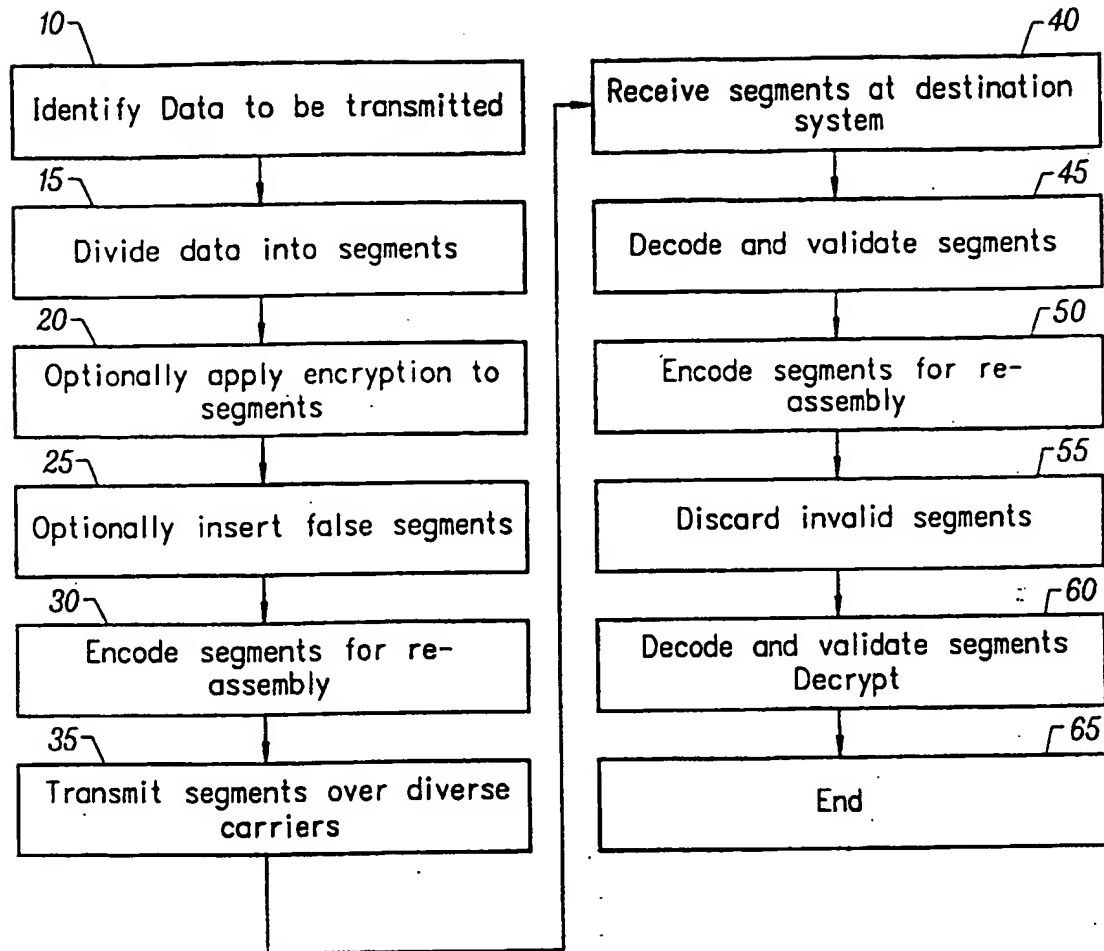 10
Identify Data to be transmitted
15
Divide data into segments
20
Optionally apply encryption to
segments
25
Optionally insert false segments
30
Encode segments for re-
assembly
35
Transmit segments over diverse
carriers
40
Receive segments at destination
system
45
Decode and validate segments
50
Encode segments for re-
assembly
55
Discard invalid segments
60
Decode and validate segments
Decrypt
65
End